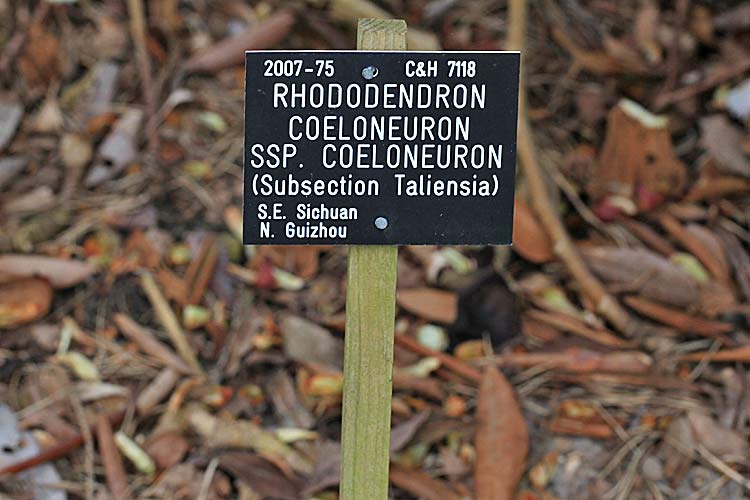 2007-75 C&H 7118
RHODODENDRON
COELONEURON
SSP. COELONEURON
(Subsection Taliensia)
S.E. Sichuan
N. Guizhou